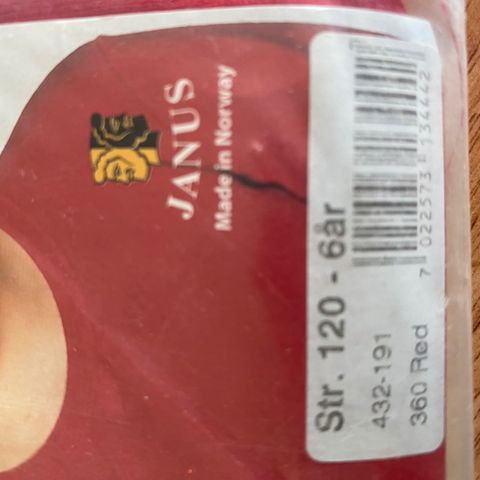 JANUS
Made in Norway
7 022573 134442
Str. 120 - 6år
432-191
360 Red